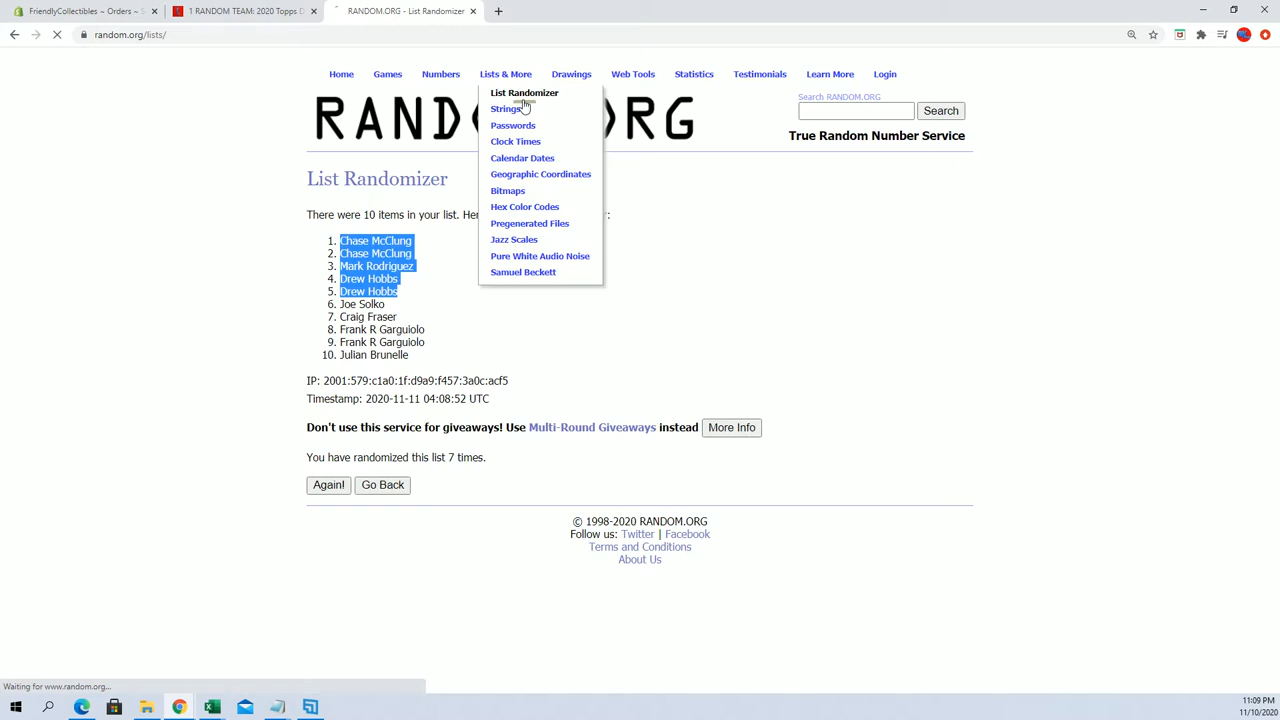 FriendlyCollectibles ~ Orders ~ S
1 RANDOM TEAM: 2020 Topps D
RANDOM.ORG - List Randomizer
random.org/lists/
Home Games Numbers Lists & More Drawings Web Tools Statistics Testimonials Learn More Login
List Randomizer
Strings
Passwords
Clock Times
Calendar Dates
Geographic Coordinates
Bitmaps
Hex Color Codes
Pregenerated Files
Jazz Scales
Pure White Audio Noise
Samuel Beckett
RAND RG
Search RANDOM.ORG
Search
True Random Number Service
List Randomizer
There were 10 items in your list. Her :
1. Chase McClung
2. Chase McClung
3. Mark Rodriguez
4. Drew Hobbs
5. Drew Hobbs
6. Joe Solko
7. Craig Fraser
8. Frank R Garguiolo
9. Frank R Garguiolo
10. Julian Brunelle
IP: 2001:579:c1a0:1f:d9a9:f457:3a0c:acf5
Timestamp: 2020-11-11 04:08:52 UTC
Don't use this service for giveaways! Use Multi-Round Giveaways instead More Info
You have randomized this list 7 times.
Again! Go Back
© 1998-2020 RANDOM.ORG
Follow us: Twitter | Facebook
Terms and Conditions
About Us
Waiting for www.random.org...
11:09 PM
11/10/2020